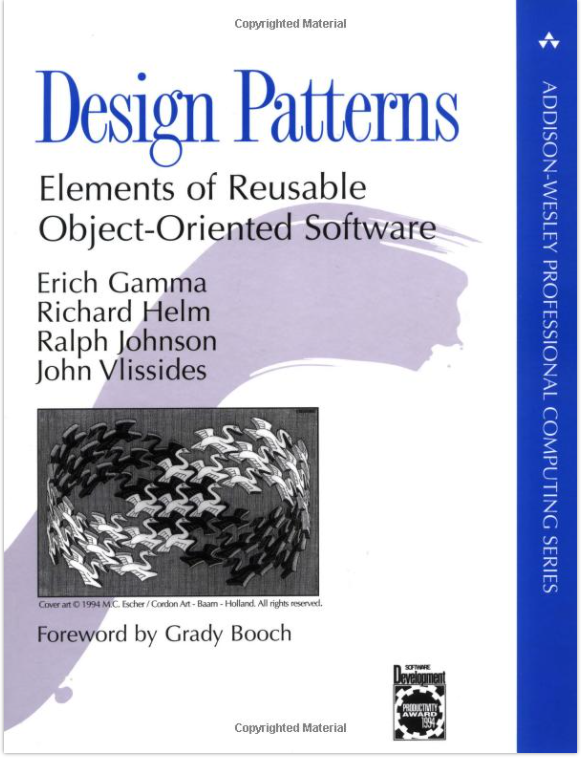 Copyrighted Material
Design Patterns
Elements of Reusable
Object-Oriented Software
Erich Gamma
Richard Helm
Ralph Johnson
John Vlissides
Cover art © 1994 M.C. Escher / Cordon Art - Baarn - Holland. All rights reserved.
Foreword by Grady Booch
SOFTWARE
Development
PRODUCTIVITY
AWARD
1994
Copyrighted Material
ADDISON-WESLEY PROFESSIONAL COMPUTING SERIES